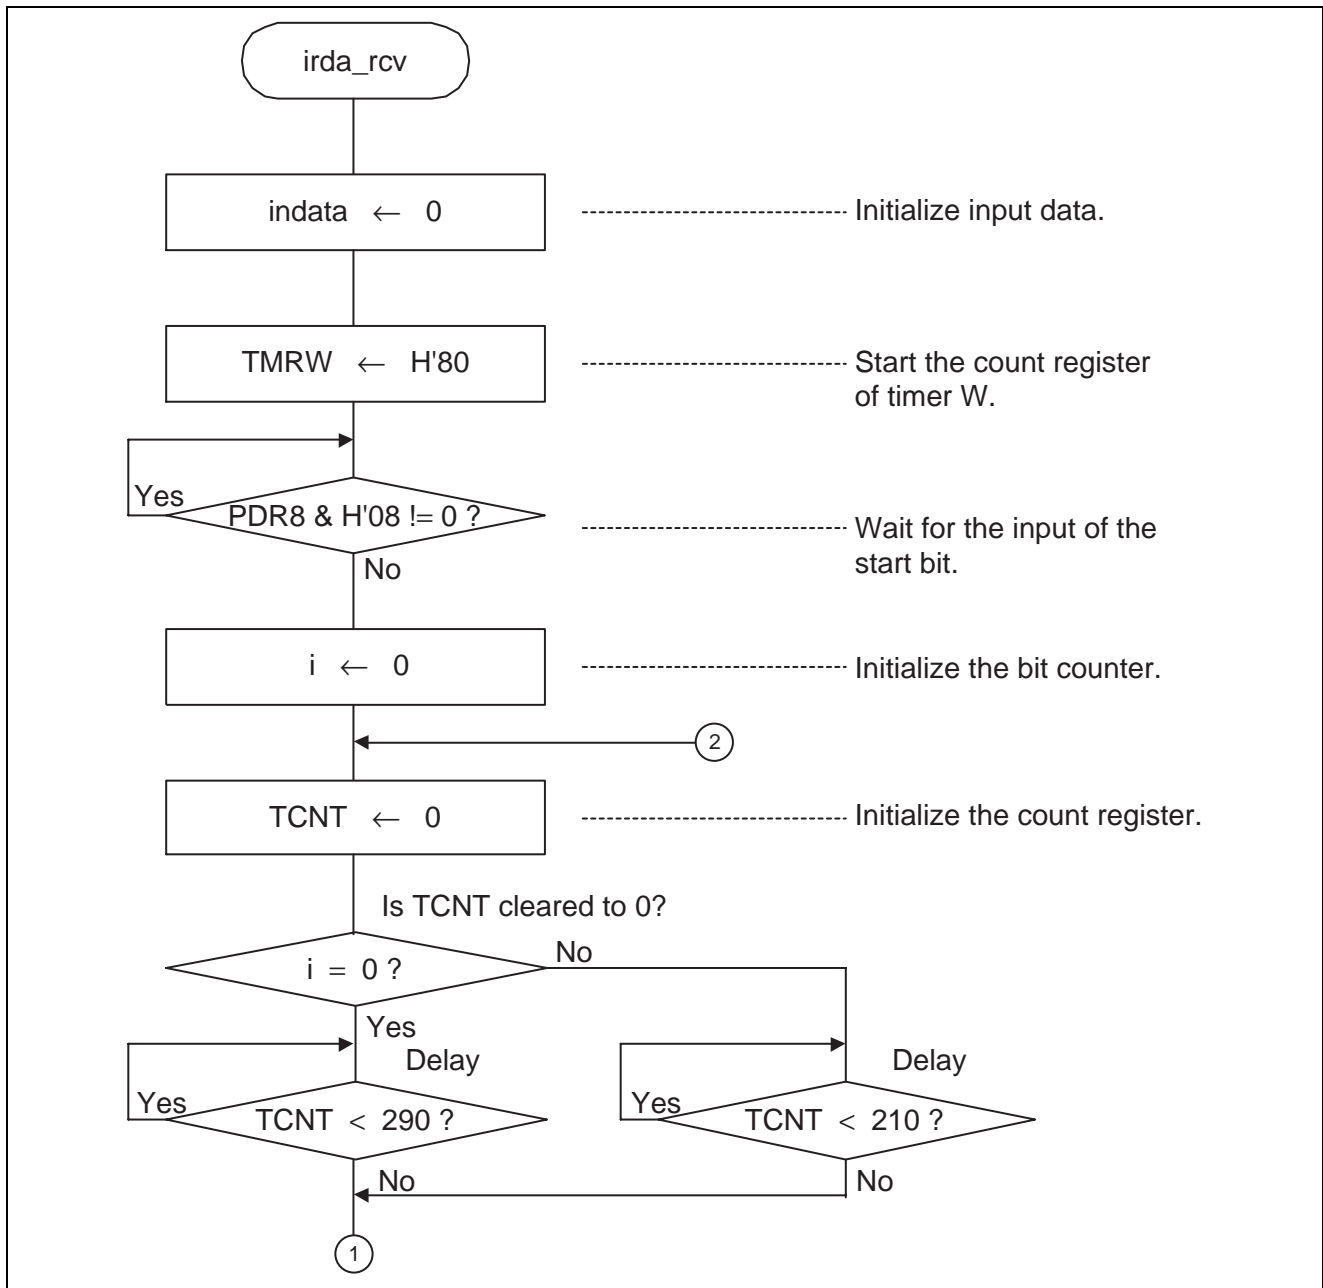 irda_rcv
indata ← 0
Initialize input data.
TMRW ← H'80
Start the count register
of timer W.
Yes
PDR8 & H'08 != 0 ?
Wait for the input of the
start bit.
No
i ← 0
Initialize the bit counter.
2
TCNT ← 0
Initialize the count register.
Is TCNT cleared to 0?
i = 0 ?
No
Yes
Delay
Delay
Yes
TCNT < 290 ?
Yes
TCNT < 210 ?
No
No
1